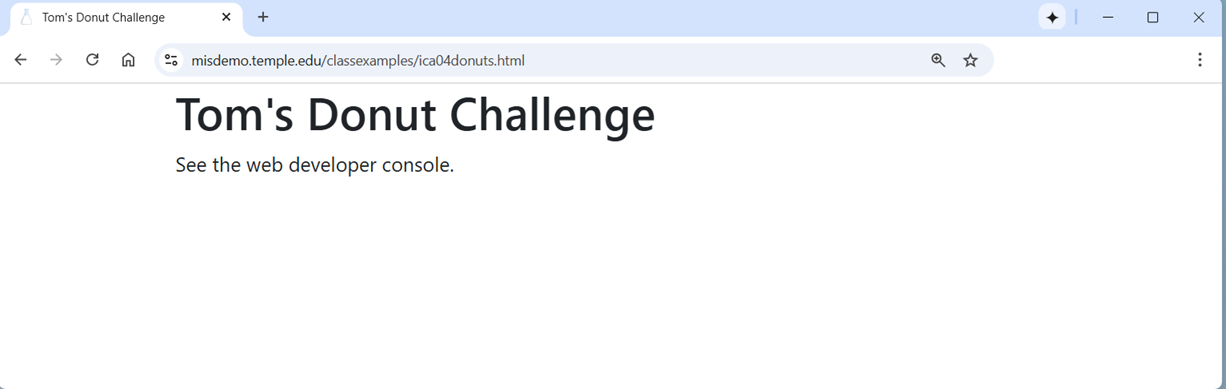 Tom's Donut Challenge
misdemo.temple.edu/classexamples/ica04donuts.html
Tom's Donut Challenge
See the web developer console.